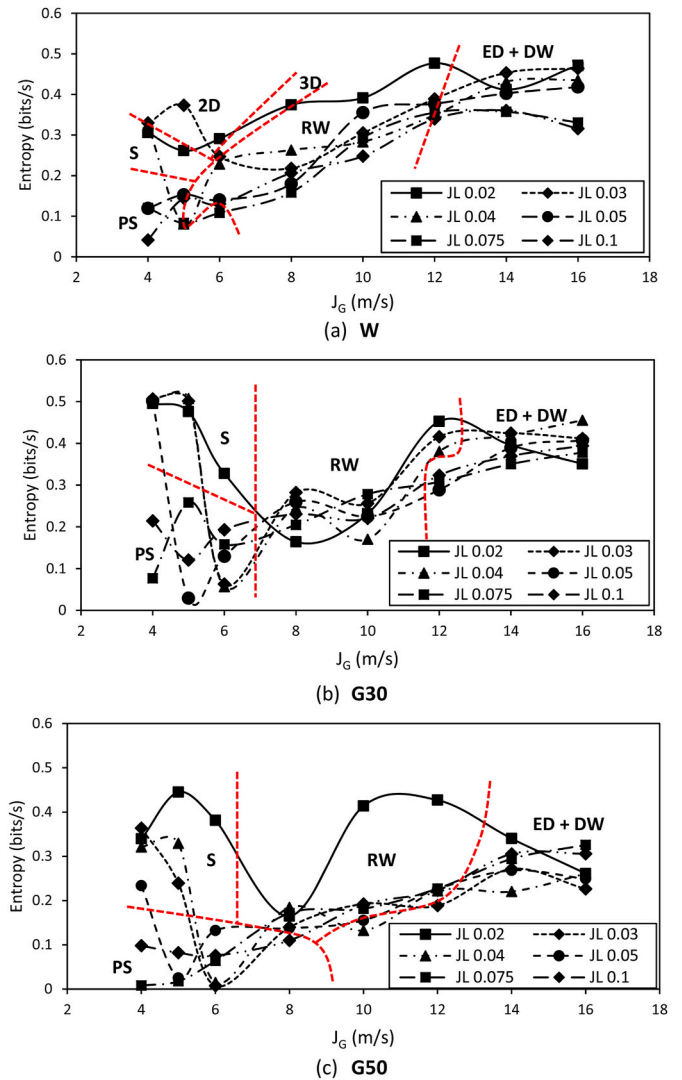 0.6
0.5
0.4
0.3
0.2
0.1
0
Entropy (bits/s)
2D
3D
S
PS
RW
ED + DW
JL 0.02 JL 0.03
JL 0.04 JL 0.05
JL 0.075 JL 0.1
2 4 6 8 10 12 14 16 18
J_G (m/s)
(a) W
0.6
0.5
0.4
0.3
0.2
0.1
0
Entropy (bits/s)
S
PS
RW
ED + DW
JL 0.02 JL 0.03
JL 0.04 JL 0.05
JL 0.075 JL 0.1
2 4 6 8 10 12 14 16 18
J_G (m/s)
(b) G30
0.6
0.5
0.4
0.3
0.2
0.1
0
Entropy (bits/s)
S
PS
RW
ED + DW
JL 0.02 JL 0.03
JL 0.04 JL 0.05
JL 0.075 JL 0.1
2 4 6 8 10 12 14 16 18
J_G (m/s)
(c) G50